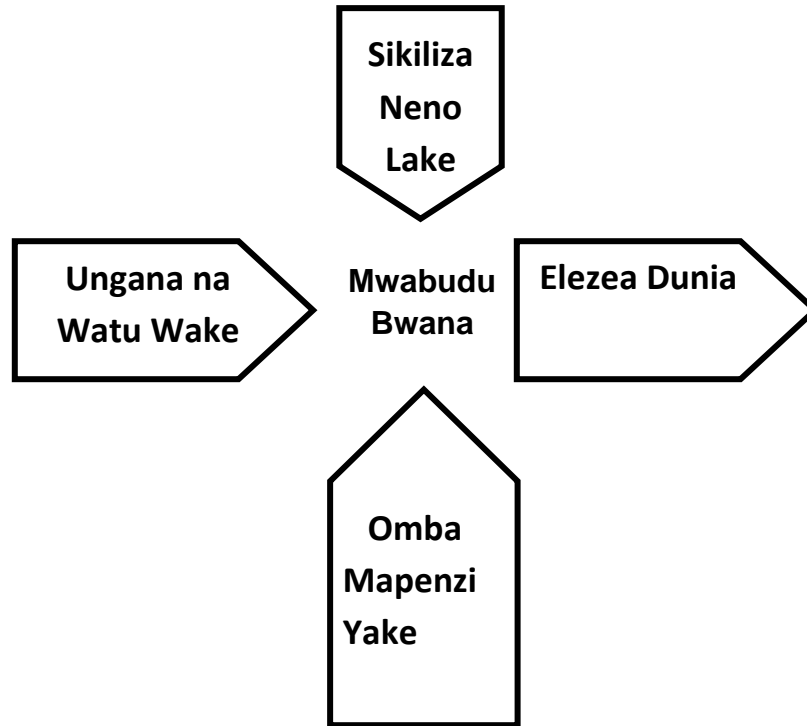 Sikiliza
Neno
Lake
Ungana na
Watu Wake
Mwabudu
Bwana
Elezea Dunia
Omba
Mapenzi
Yake